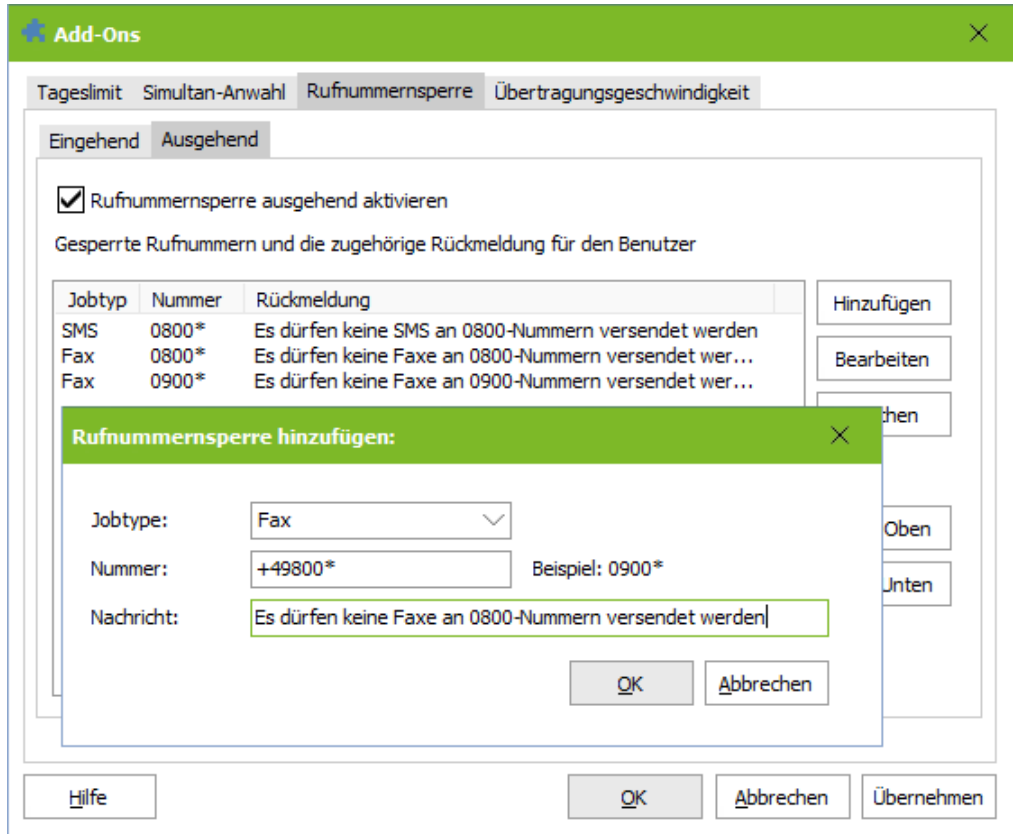 Add-Ons
Tageslimit Simultan-Anwahl Rufnummernsperre Übertragungsgeschwindigkeit
Eingehend Ausgehend
Rufnummernsperre ausgehend aktivieren
Gesperrte Rufnummern und die zugehörige Rückmeldung für den Benutzer
Jobtyp Nummer Rückmeldung
SMS 0800* Es dürfen keine SMS an 0800-Nummern versendet werden
Fax 0800* Es dürfen keine Faxe an 0800-Nummern versendet wer...
Fax 0900* Es dürfen keine Faxe an 0900-Nummern versendet wer...
Hinzufügen
Bearbeiten
chen
Oben
Unten
Rufnummernsperre hinzufügen:
Jobtype: Fax
Nummer: +49800* Beispiel: 0900*
Nachricht: Es dürfen keine Faxe an 0800-Nummern versendet werden
OK Abbrechen
Hilfe OK Abbrechen Übernehmen